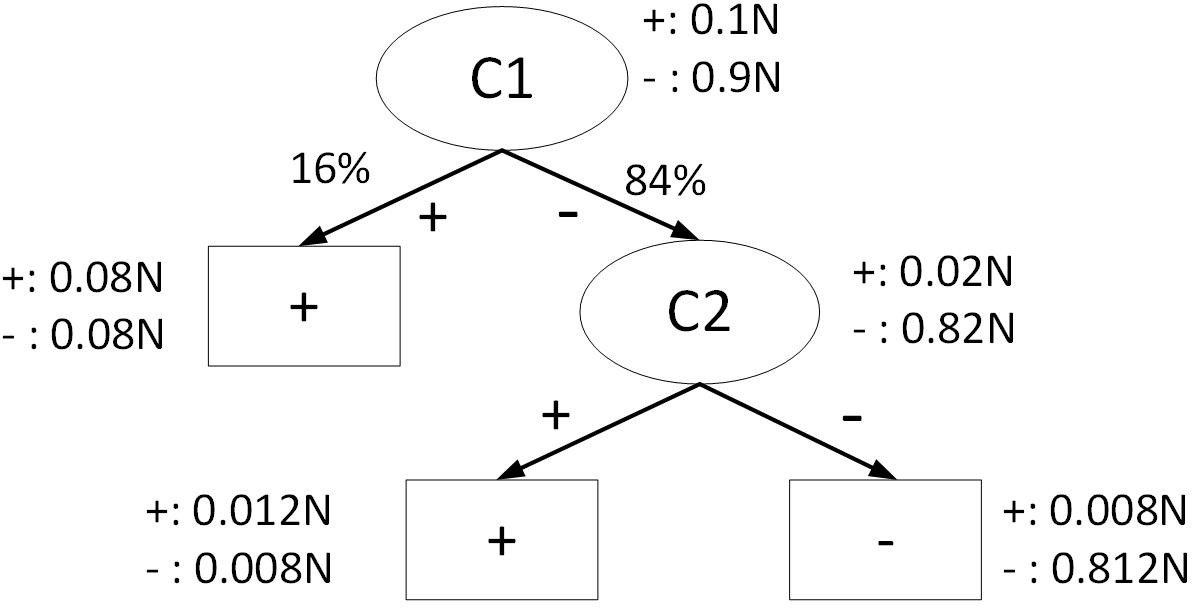 +: 0.1N
- : 0.9N
C1
16%
84%
+
-
+: 0.08N
- : 0.08N
+
C2
+: 0.02N
- : 0.82N
+
-
+: 0.012N
- : 0.008N
+
-
+: 0.008N
- : 0.812N